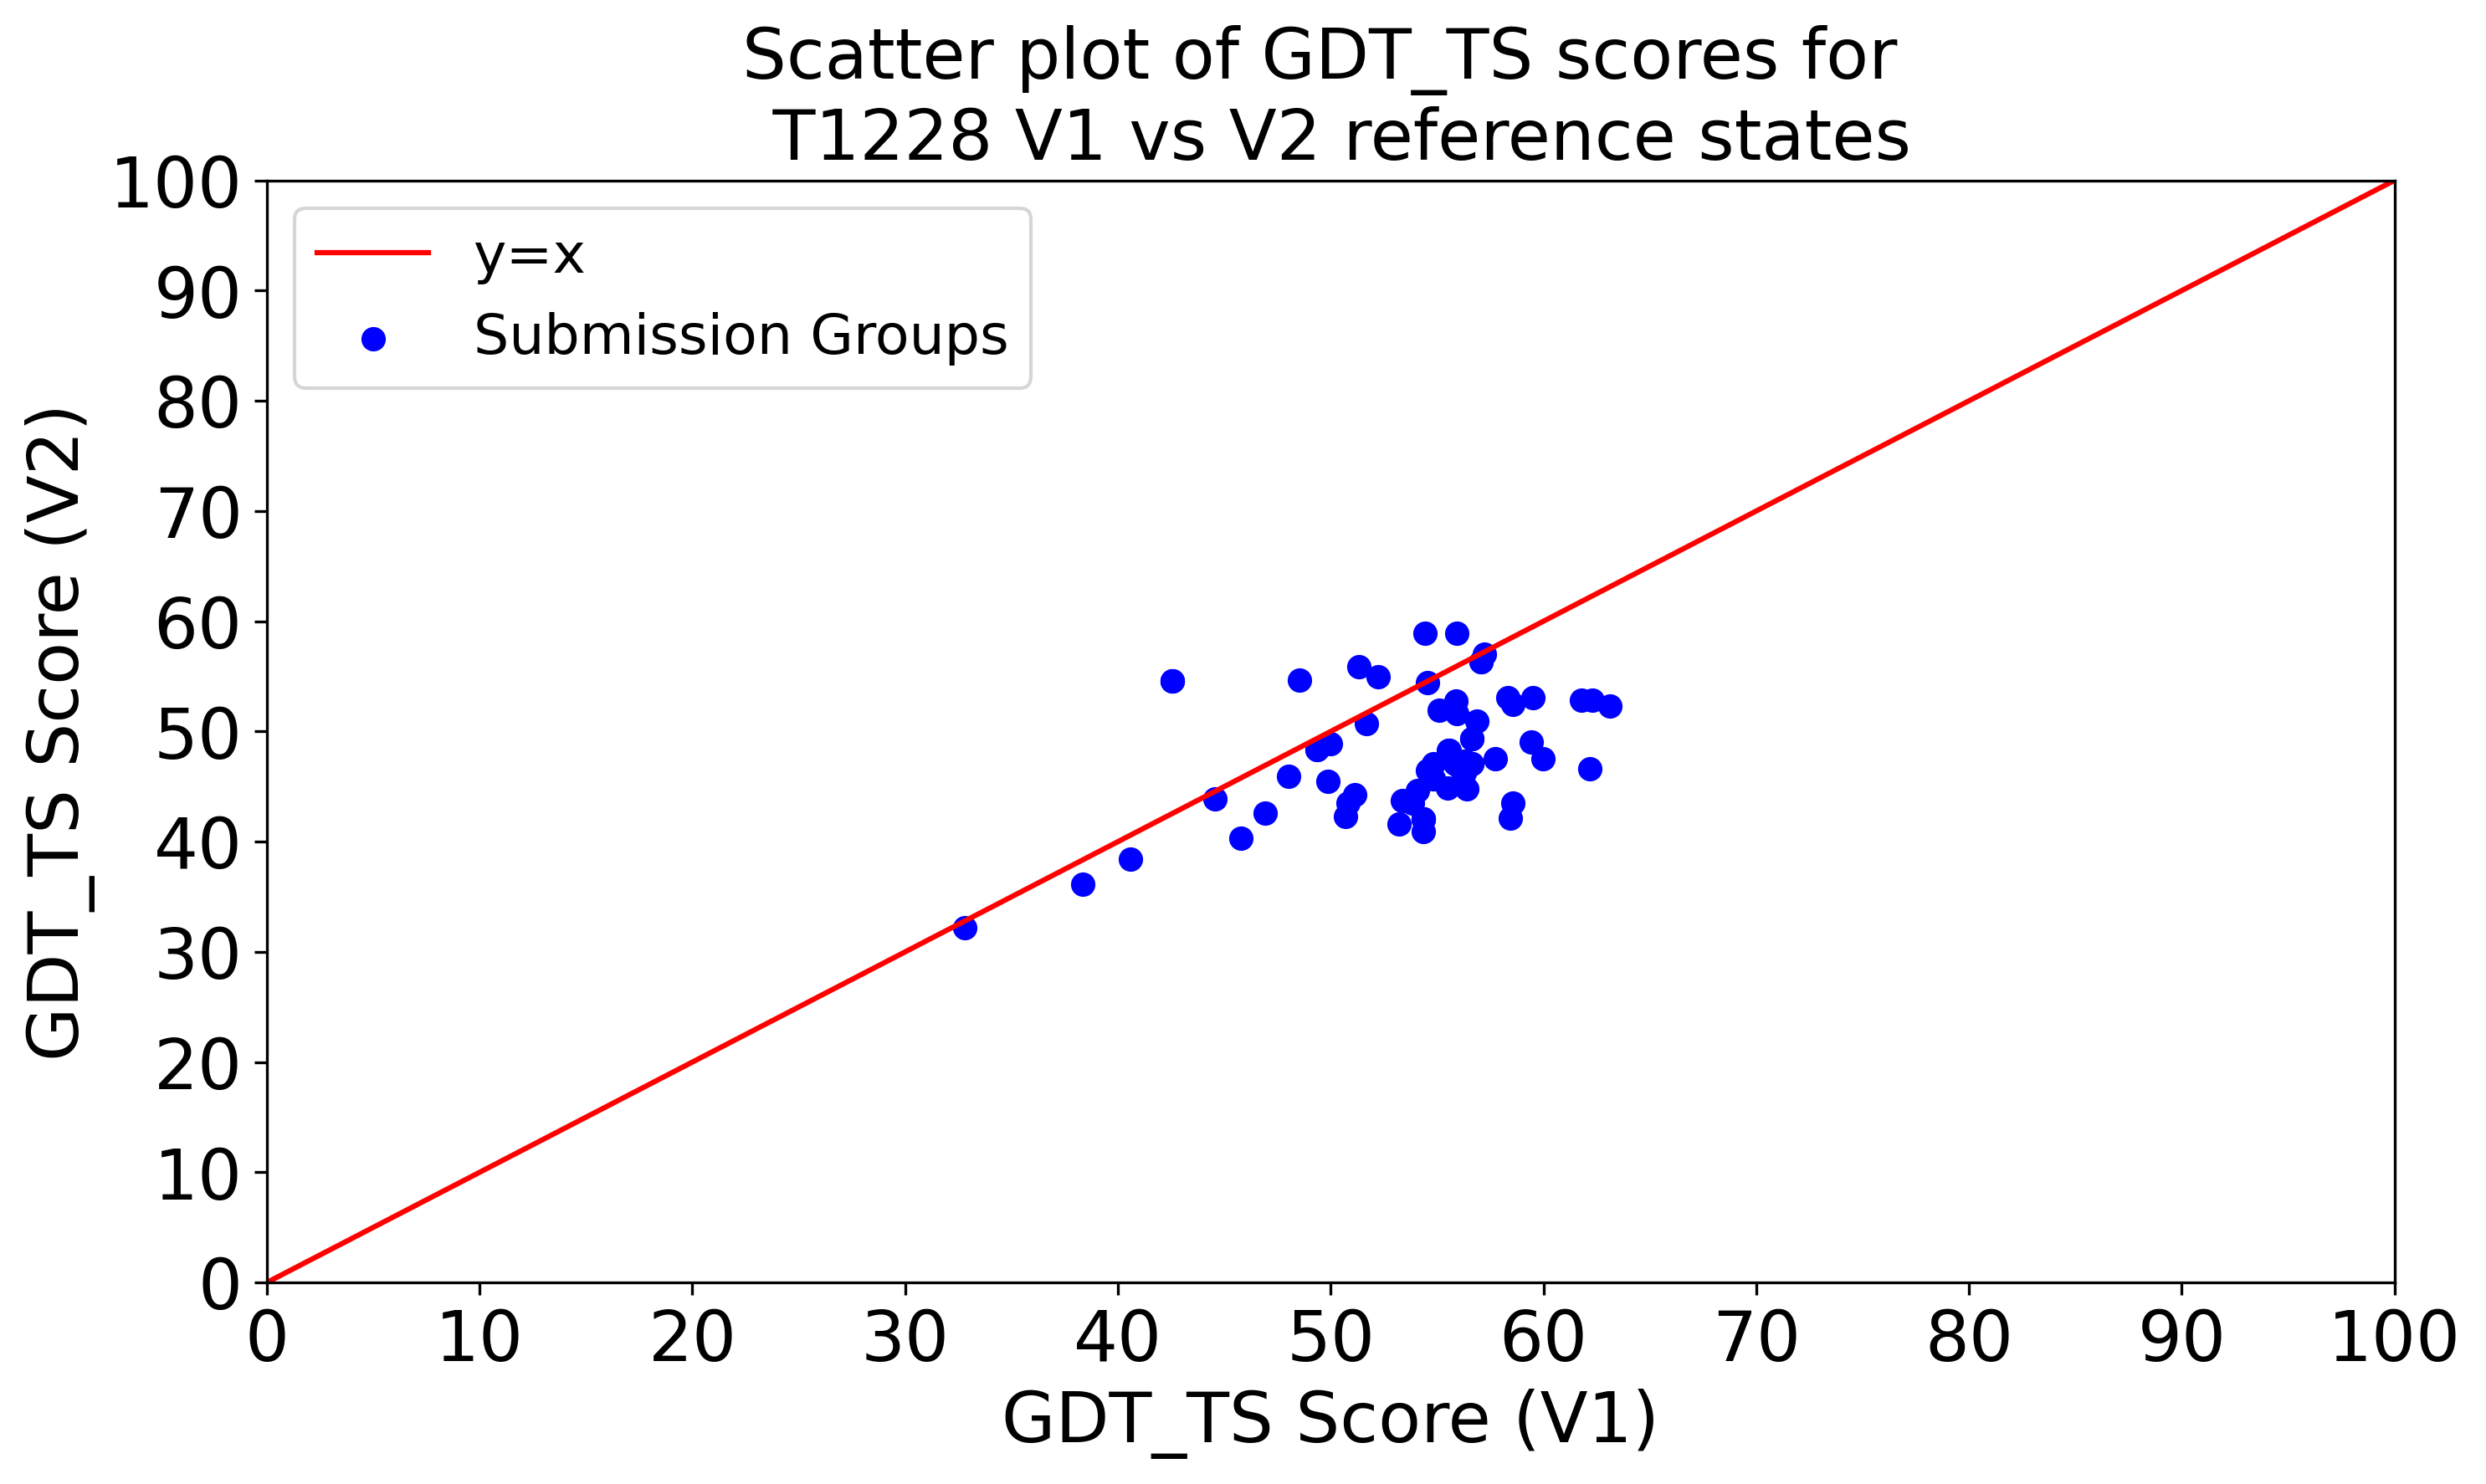 Scatter plot of GDT_TS scores for
T1228 V1 vs V2 reference states
y=x
Submission Groups
GDT_TS Score (V2)
100
90
80
70
60
50
40
30
20
10
0
0 10 20 30 40 50 60 70 80 90 100
GDT_TS Score (V1)